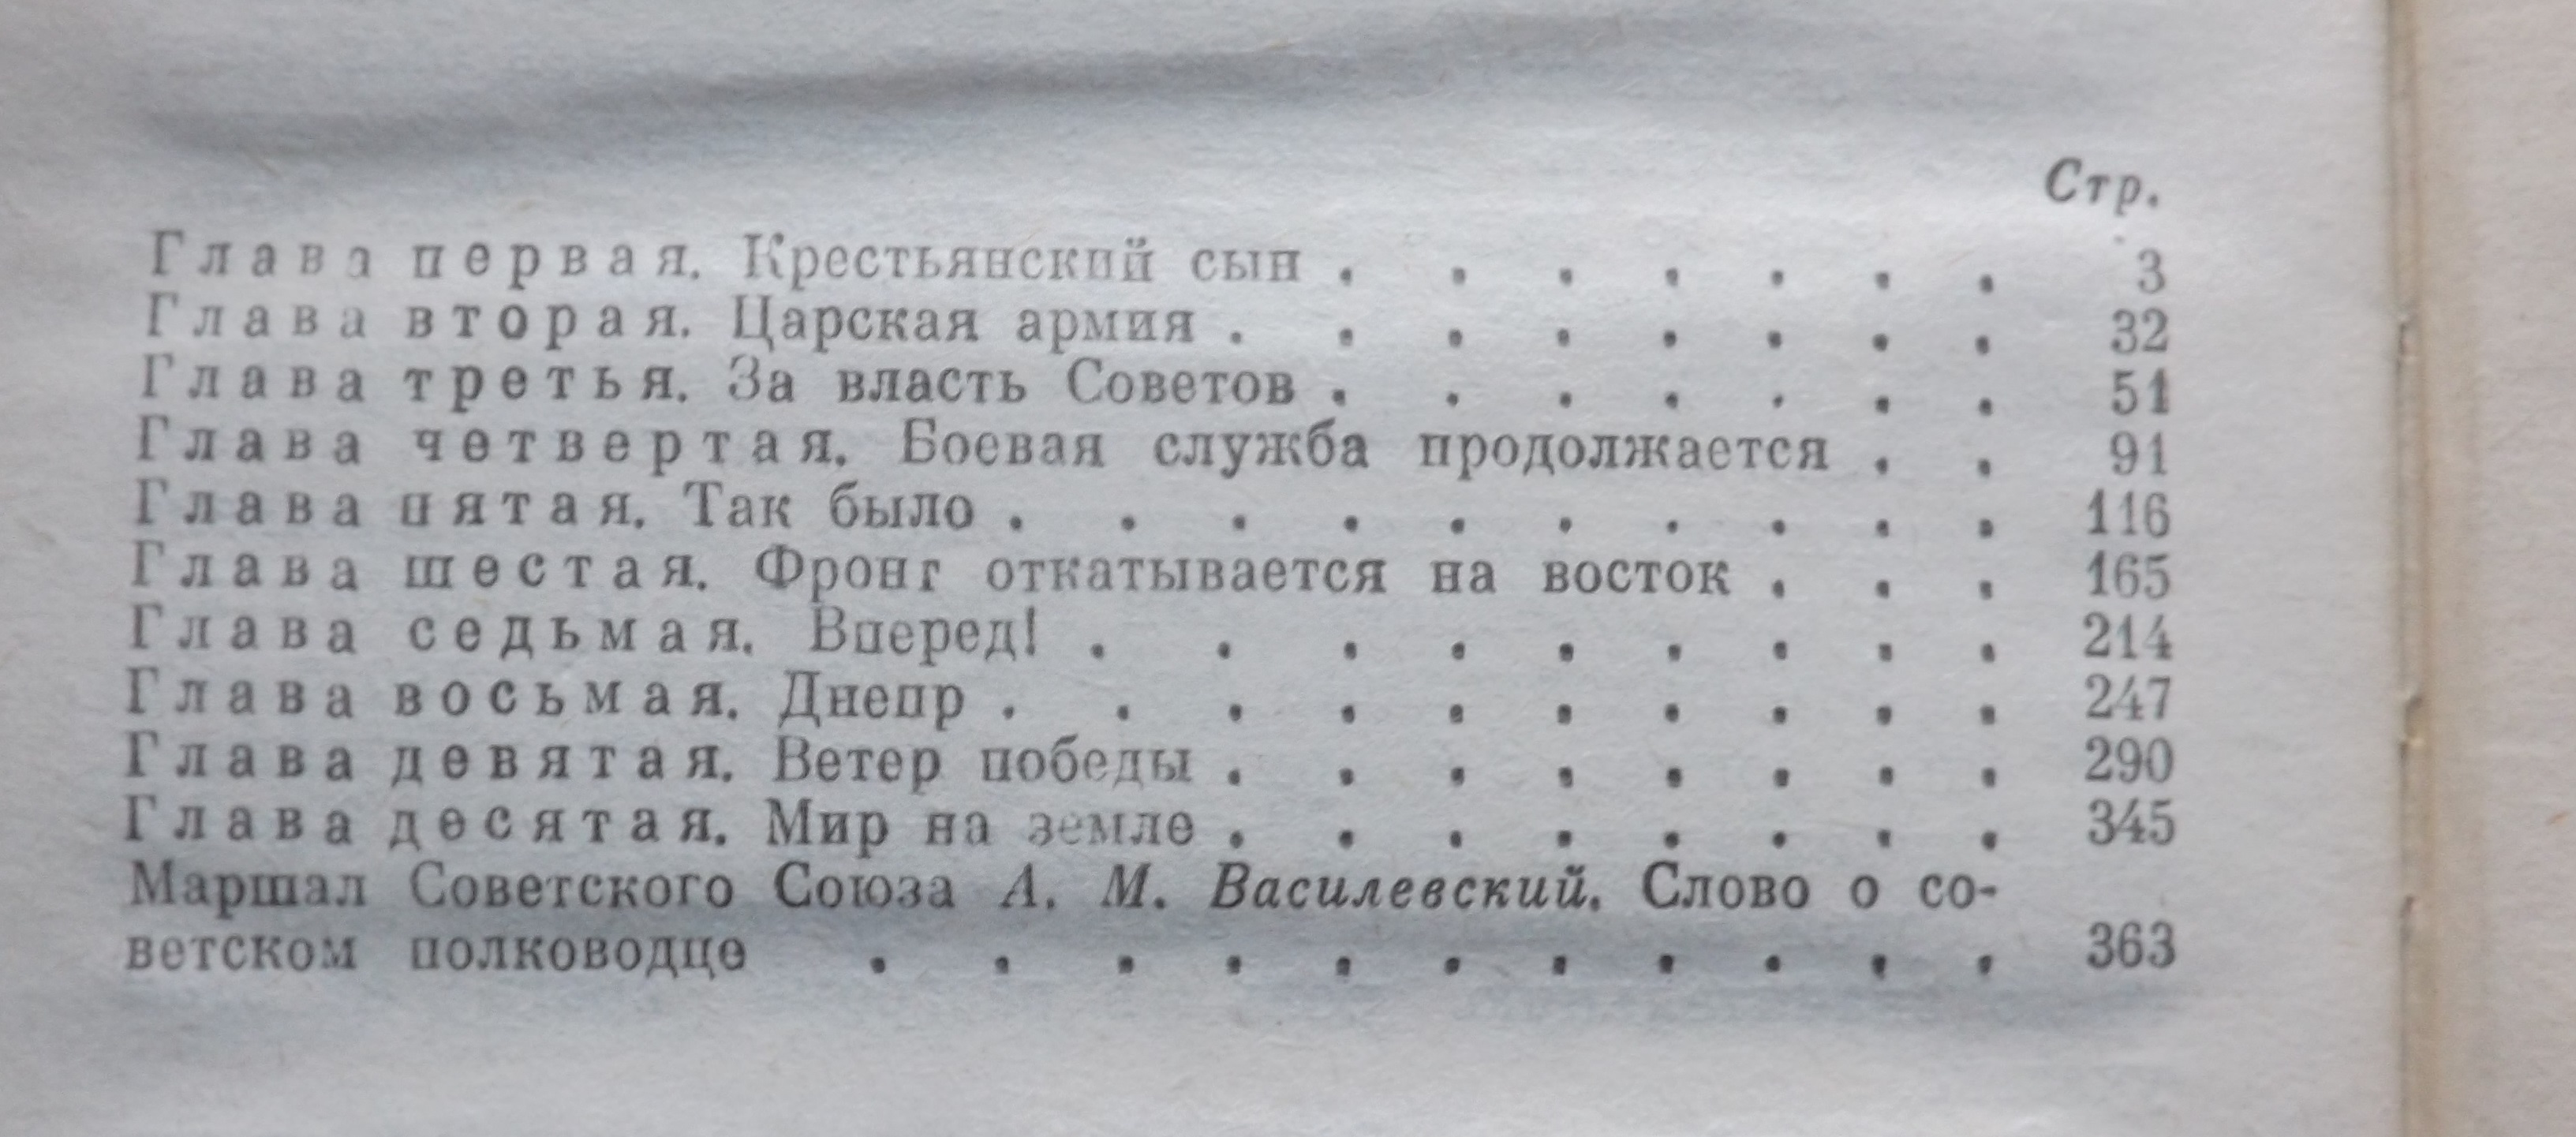 Стр.
Глава первая. Крестьянский сын . . . . . . . 3
Глава вторая. Царская армия . . . . . . . . 32
Глава третья. За власть Советов . . . . . . . 51
Глава четвертая. Боевая служба продолжается . . 91
Глава пятая. Так было . . . . . . . . . . 116
Глава шестая. Фронт откатывается на восток . . . 165
Глава седьмая. Вперед! . . . . . . . . . 214
Глава восьмая. Днепр . . . . . . . . . . 247
Глава девятая. Ветер победы . . . . . . . . 290
Глава десятая. Мир на земле . . . . . . . . 345
Маршал Советского Союза А. М. Василевский. Слово о со-
ветском полководце . . . . . . . . . . . 363